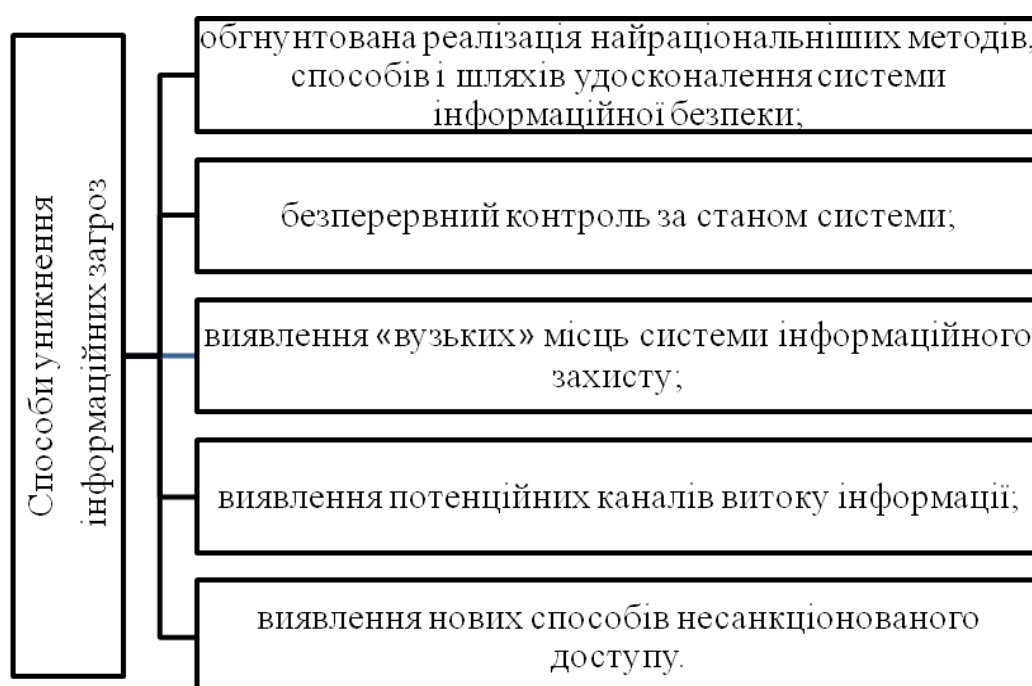 Способи уникнення
інформаційних загроз
обгнунтована реалізація найраціональніших методів,
способів і шляхів удосконалення системи
інформаційної безпеки;
безперервний контроль за станом системи;
виявлення «вузьких» місць системи інформаційного
захисту;
виявлення потенційних каналів витоку інформації;
виявлення нових способів несанкціонованого
доступу.